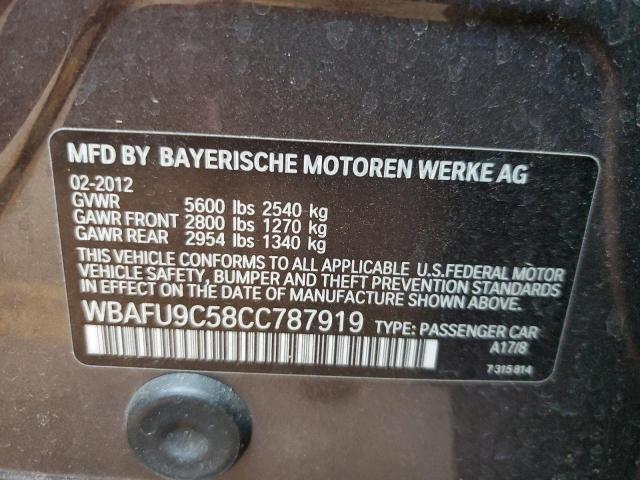 MFD BY BAYERISCHE MOTOREN WERKE AG
02-2012
GVWR 5600 lbs 2540 kg
GAWR FRONT 2800 lbs 1270 kg
GAWR REAR 2954 lbs 1340 kg
THIS VEHICLE CONFORMS TO ALL APPLICABLE U.S.FEDERAL MOTOR
VEHICLE SAFETY, BUMPER AND THEFT PREVENTION STANDARDS
IN EFFECT ON THE DATE OF MANUFACTURE SHOWN ABOVE.
WBAFU9C58CC787919 TYPE: PASSENGER CAR
A17/8
7315814